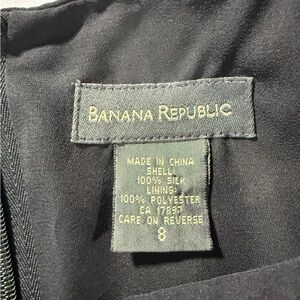 BANANA REPUBLIC
MADE IN CHINA
SHELL:
100% SILK
LINING:
100% POLYESTER
CA 17897
CARE ON REVERSE
8